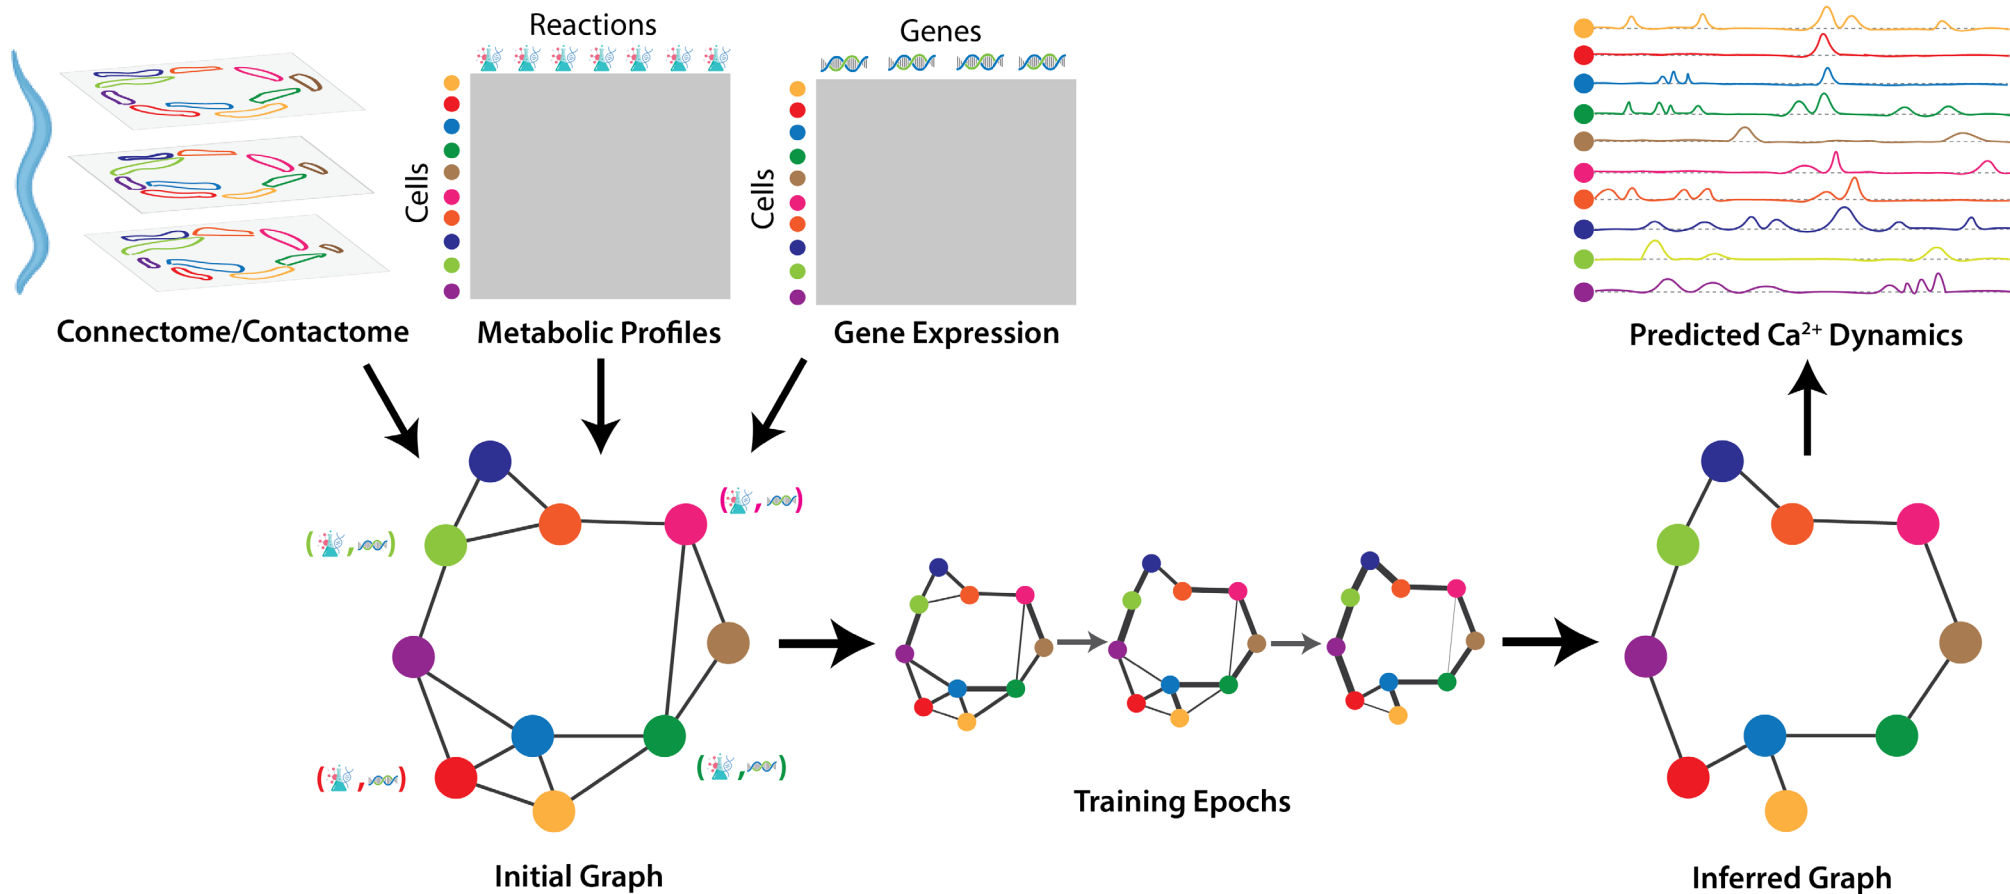 Reactions
Genes
Cells
Cells
Connectome/Contactome
Metabolic Profiles
Gene Expression
Predicted Ca²⁺ Dynamics
( , )
( , )
( , )
( , )
Training Epochs
Initial Graph
Inferred Graph